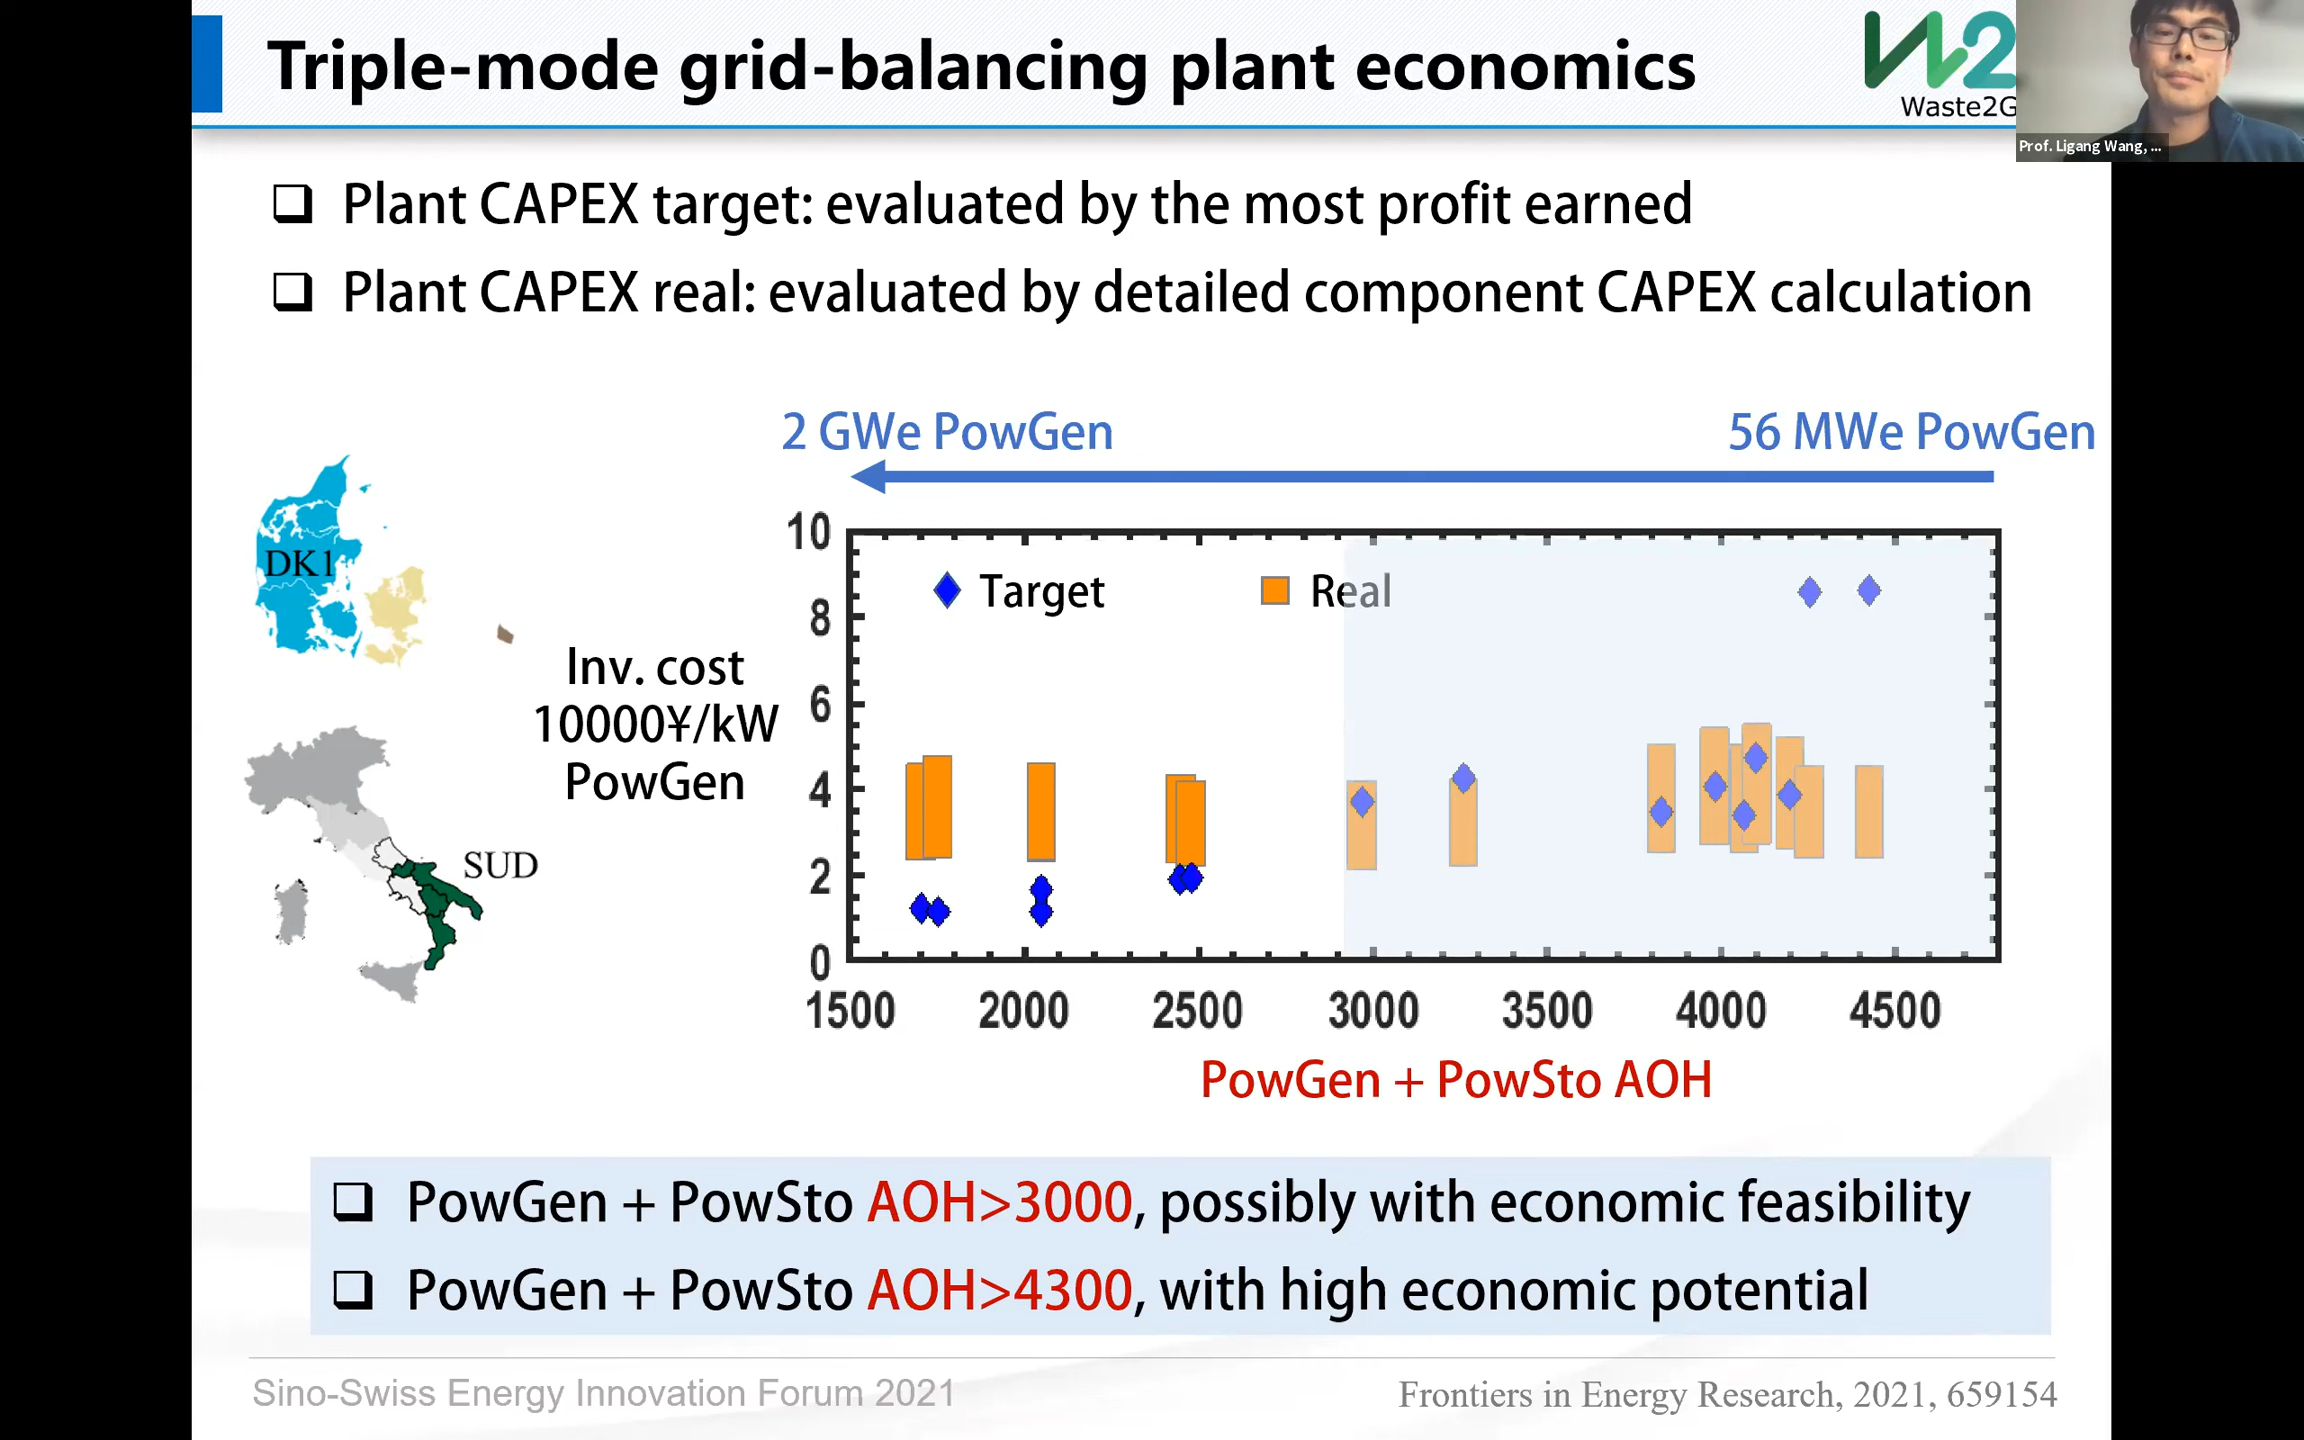 Triple-mode grid-balancing plant economics
Waste2G
Prof. Ligang Wang, ...
❑ Plant CAPEX target: evaluated by the most profit earned
❑ Plant CAPEX real: evaluated by detailed component CAPEX calculation
2 GWe PowGen
56 MWe PowGen
DK1
SUD
Inv. cost
10000¥/kW
PowGen
10
8
6
4
2
0
Target
Real
1500 2000 2500 3000 3500 4000 4500
PowGen + PowSto AOH
❑ PowGen + PowSto AOH>3000, possibly with economic feasibility
❑ PowGen + PowSto AOH>4300, with high economic potential
Sino-Swiss Energy Innovation Forum 2021
Frontiers in Energy Research, 2021, 659154